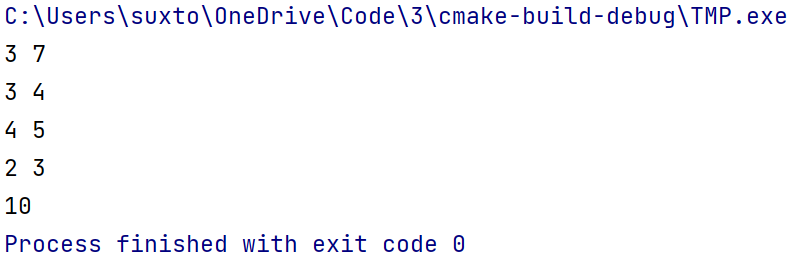 C:\Users\suxto\OneDrive\Code\3\cmake-build-debug\TMP.exe
3 7
3 4
4 5
2 3
10
Process finished with exit code 0